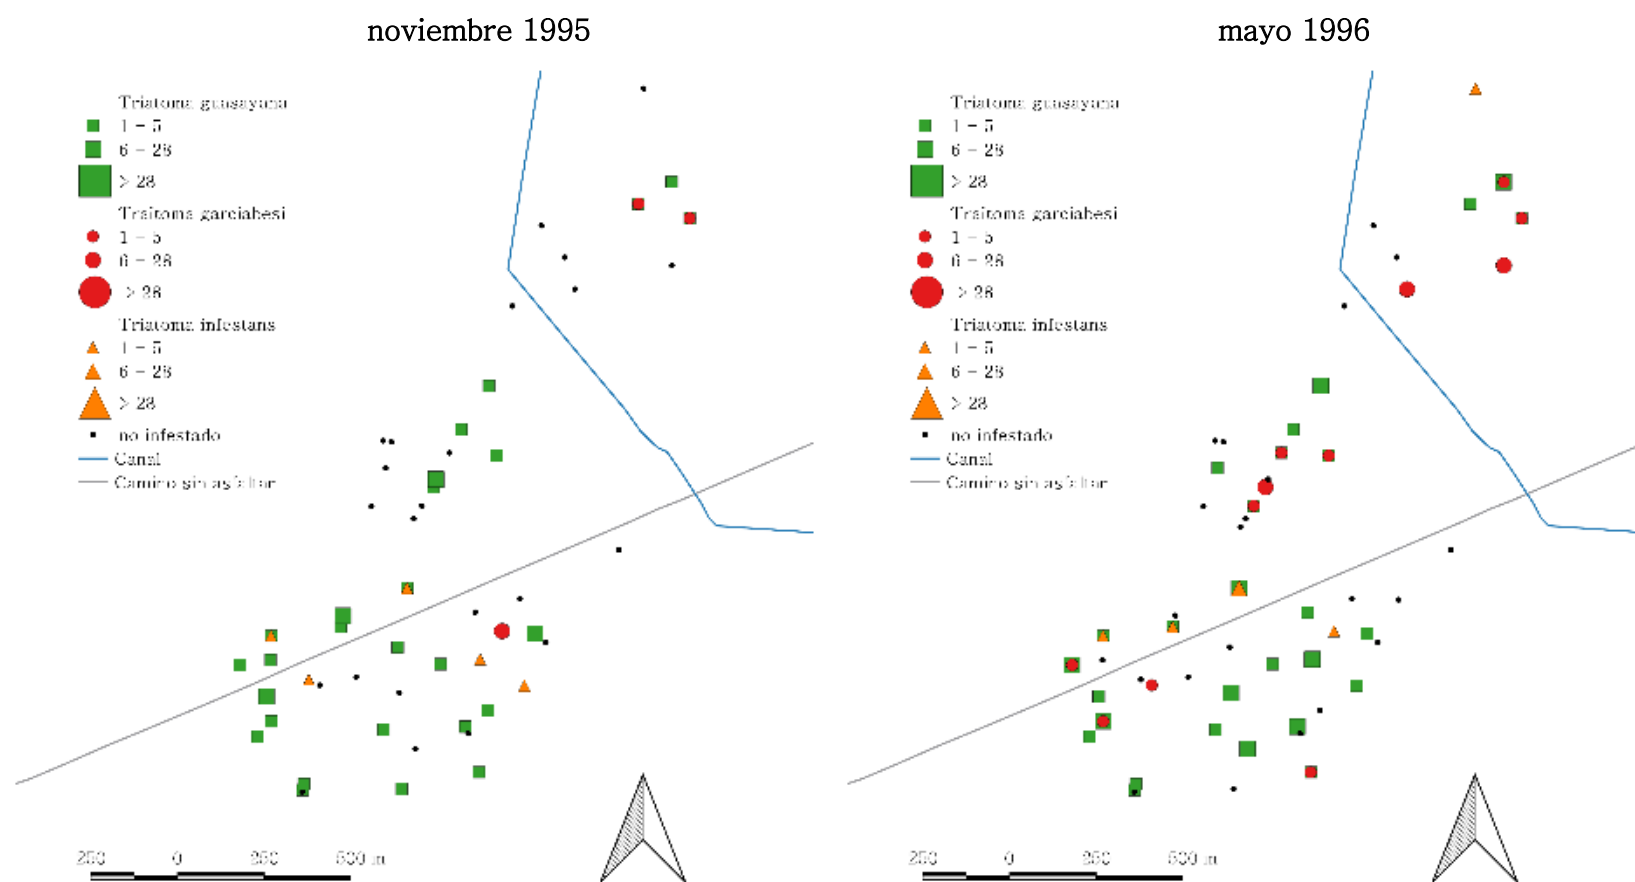 noviembre 1995
Triatoma guasayana
1 – 5
6 – 28
> 28
Traitoma garciabesi
1 – 5
6 – 28
> 28
Triatoma infestans
1 – 5
6 – 28
> 28
no infestado
Canal
Camino sin asfaltar
250 0 250 500 m
mayo 1996
Triatoma guasayana
1 – 5
6 – 28
> 28
Traitoma garciabesi
1 – 5
6 – 28
> 28
Triatoma infestans
1 – 5
6 – 28
> 28
no infestado
Canal
Camino sin asfaltar
250 0 250 500 m